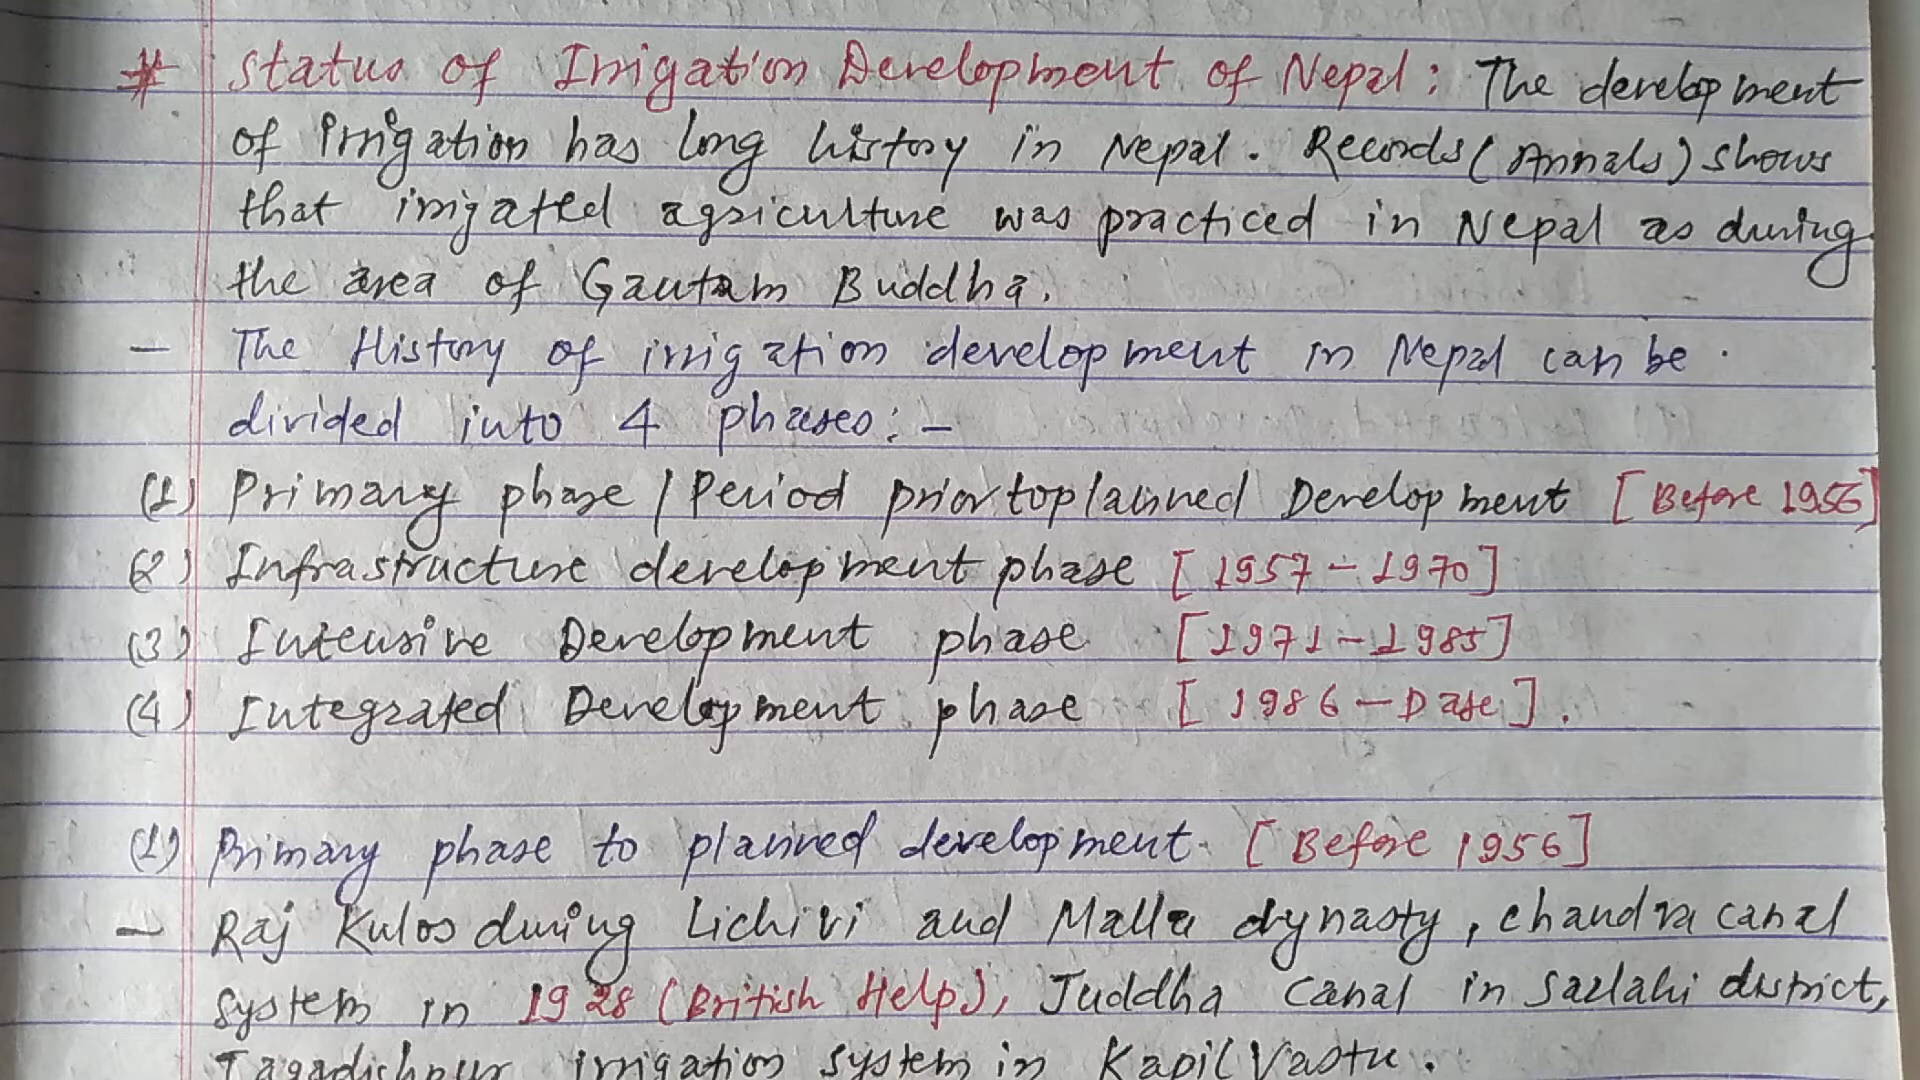 # Status of Irrigation Development of Nepal: The development
of irrigation has long history in Nepal. Records (Annals) shows
that irrigated agriculture was practiced in Nepal as during
the area of Gautam Buddha.
- The History of irrigation development in Nepal can be
divided into 4 phases:-
(1) Primary phase / Period prior to planned Development [Before 1956]
(2) Infrastructure development phase [1957-1970]
(3) Intensive Development phase [1971-1985]
(4) Integrated Development phase [1986-Date].
(1) Primary phase to planned development. [Before 1956]
- Raj Kulos during Lichivi and Malla dynasty, chandra canal
system in 1928 (British Help), Juddha canal in Sarlahi district,
Jagadishpur irrigation system in Kapil Vastu.